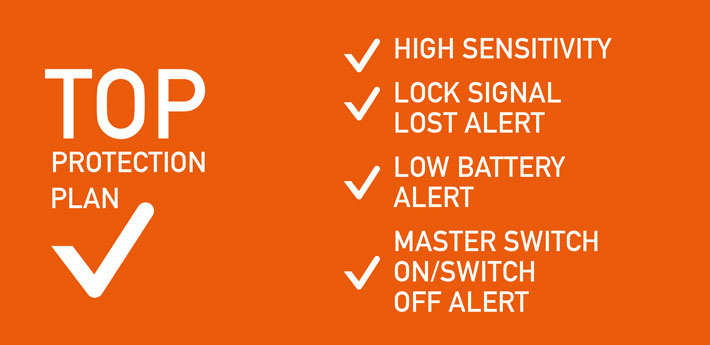 TOP
PROTECTION
PLAN
HIGH SENSITIVITY
LOCK SIGNAL
LOST ALERT
LOW BATTERY
ALERT
MASTER SWITCH
ON/SWITCH
OFF ALERT